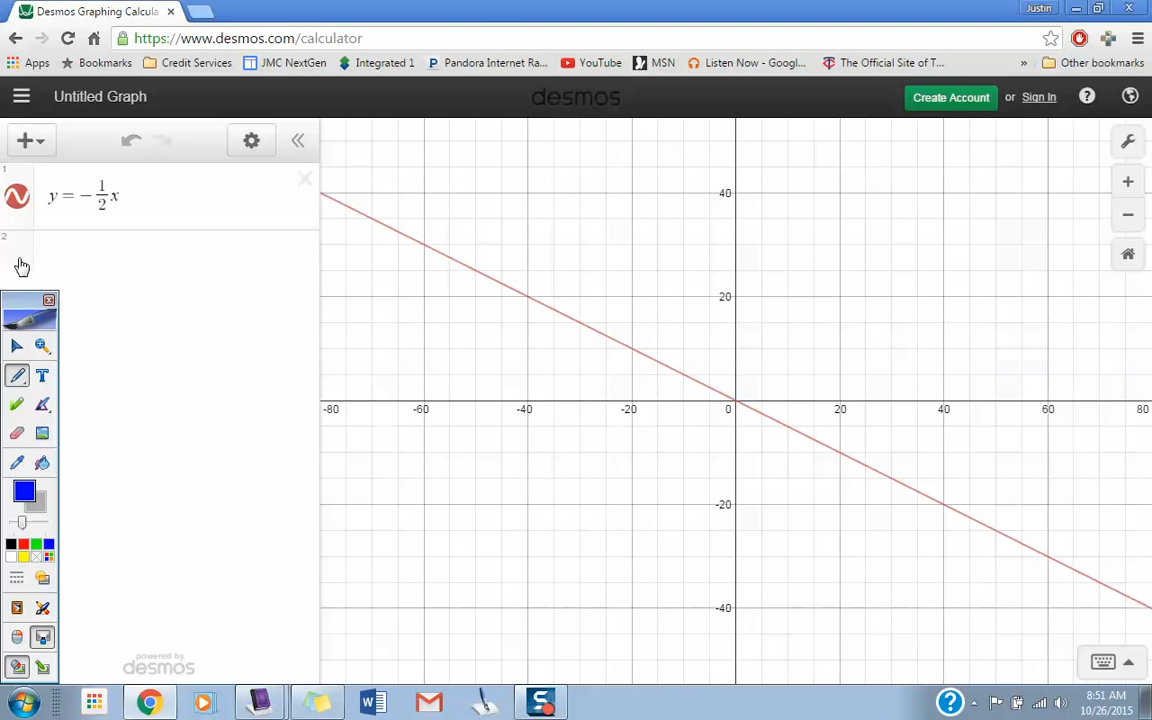 Desmos Graphing Calcula
Justin
https://www.desmos.com/calculator
Apps Bookmarks Credit Services JMC NextGen Integrated 1 Pandora Internet Ra... YouTube MSN Listen Now - Googl... The Official Site of T... » Other bookmarks
Untitled Graph desmos Create Account or Sign In ?
1
y = -1/2 x
2
40
20
-80 -60 -40 -20 0 20 40 60 80
-20
-40
powered by
desmos
8:51 AM
10/26/2015